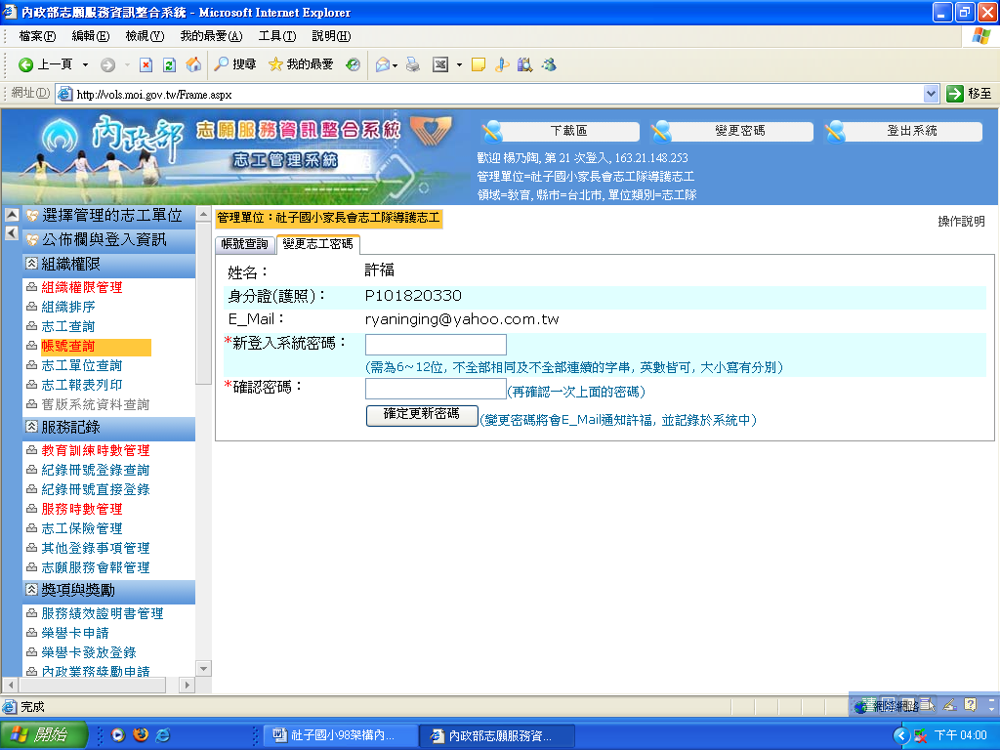 內政部志願服務資訊整合系統 - Microsoft Internet Explorer
檔案(F) 編輯(E) 檢視(V) 我的最愛(A) 工具(T) 說明(H)
上一頁 搜尋 我的最愛
網址(D) http://vols.moi.gov.tw/Frame.aspx 移至
內政部 志願服務資訊整合系統
志工管理系統
下載區 變更密碼 登出系統
歡迎 楊乃陶, 第 21 次登入, 163.21.148.253
管理單位=社子國小家長會志工隊導護志工
領域=教育, 縣市=台北市, 單位類別=志工隊
選擇管理的志工單位
公佈欄與登入資訊
組織權限
組織權限管理
組織排序
志工查詢
帳號查詢
志工單位查詢
志工報表列印
舊版系統資料查詢
服務記錄
教育訓練時數管理
紀錄冊號登錄查詢
紀錄冊號直接登錄
服務時數管理
志工保險管理
其他登錄事項管理
志願服務會報管理
獎項與獎勵
服務績效證明書管理
榮譽卡申請
榮譽卡發放登錄
內政業務獎勵申請
管理單位：社子國小家長會志工隊導護志工
操作說明
帳號查詢 變更志工密碼
姓名： 許福
身分證(護照)： P101820330
E_Mail： ryaninging@yahoo.com.tw
*新登入系統密碼：
(需為6~12位, 不全部相同及不全部連續的字串, 英數皆可, 大小寫有分別)
*確認密碼： (再確認一次上面的密碼)
確定更新密碼 (變更密碼將會E_Mail通知許福, 並記錄於系統中)
完成 網際網路
開始 社子國小98架構內... 內政部志願服務資... 下午 04:00